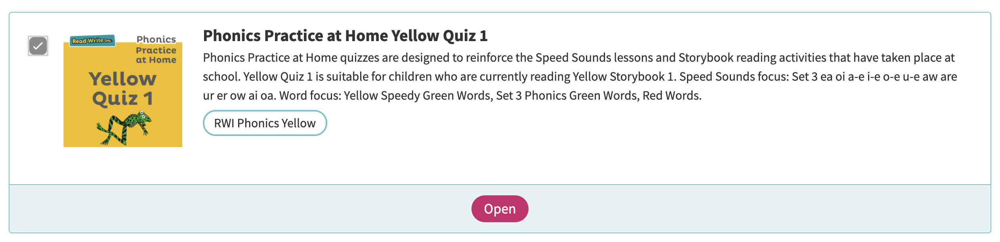 Read Write Inc.
Phonics
Practice
at Home
Yellow
Quiz 1
Phonics Practice at Home Yellow Quiz 1
Phonics Practice at Home quizzes are designed to reinforce the Speed Sounds lessons and Storybook reading activities that have taken place at
school. Yellow Quiz 1 is suitable for children who are currently reading Yellow Storybook 1. Speed Sounds focus: Set 3 ea oi a-e i-e o-e u-e aw are
ur er ow ai oa. Word focus: Yellow Speedy Green Words, Set 3 Phonics Green Words, Red Words.
RWI Phonics Yellow
Open